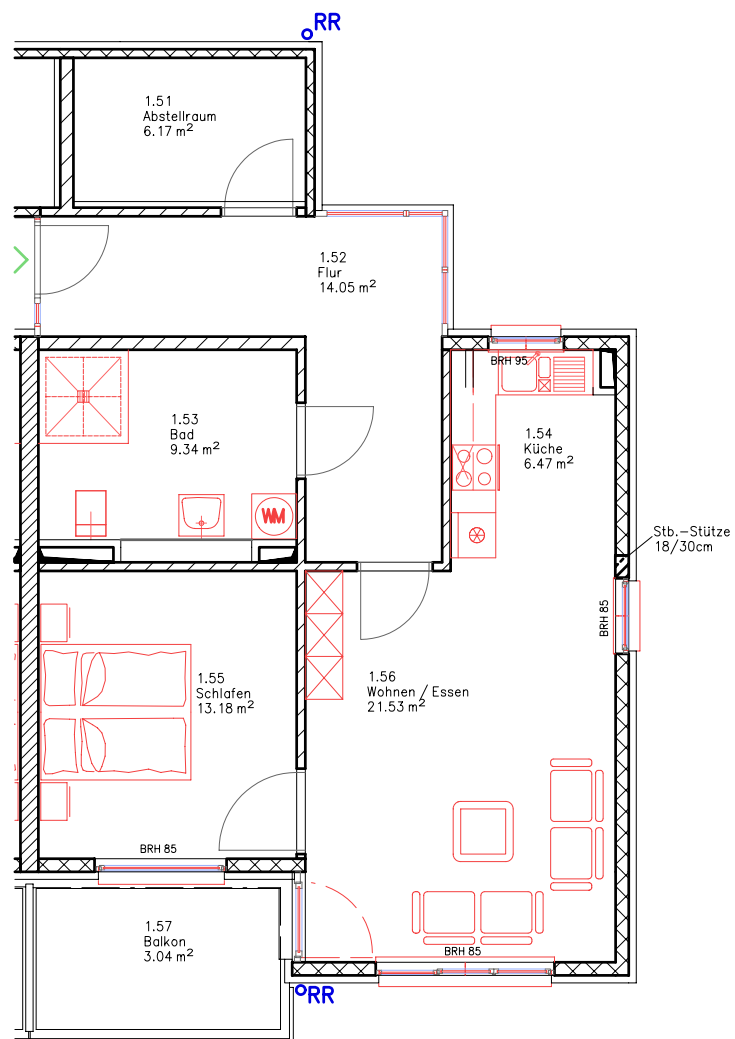 RR
1.51
Abstellraum
6.17 m²
1.52
Flur
14.05 m²
BRH 95
1.53
Bad
9.34 m²
1.54
Küche
6.47 m²
WM
Stb.-Stütze
18/30cm
BRH 85
1.55
Schlafen
13.18 m²
1.56
Wohnen / Essen
21.53 m²
BRH 85
1.57
Balkon
3.04 m²
BRH 85
RR